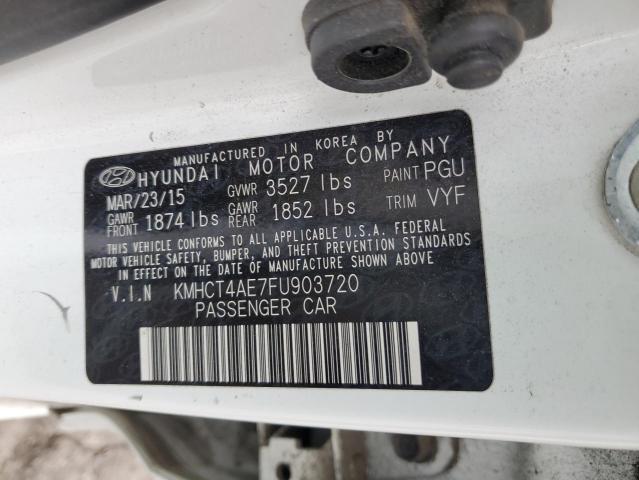 MANUFACTURED IN KOREA BY
HYUNDAI MOTOR COMPANY
MAR/23/15 GVWR 3527 lbs PAINT PGU
GAWR FRONT 1874 lbs GAWR REAR 1852 lbs TRIM VYF
THIS VEHICLE CONFORMS TO ALL APPLICABLE U.S.A. FEDERAL
MOTOR VEHICLE SAFETY, BUMPER, AND THEFT PREVENTION STANDARDS
IN EFFECT ON THE DATE OF MANUFACTURE SHOWN ABOVE
V.I.N KMHCT4AE7FU903720
PASSENGER CAR